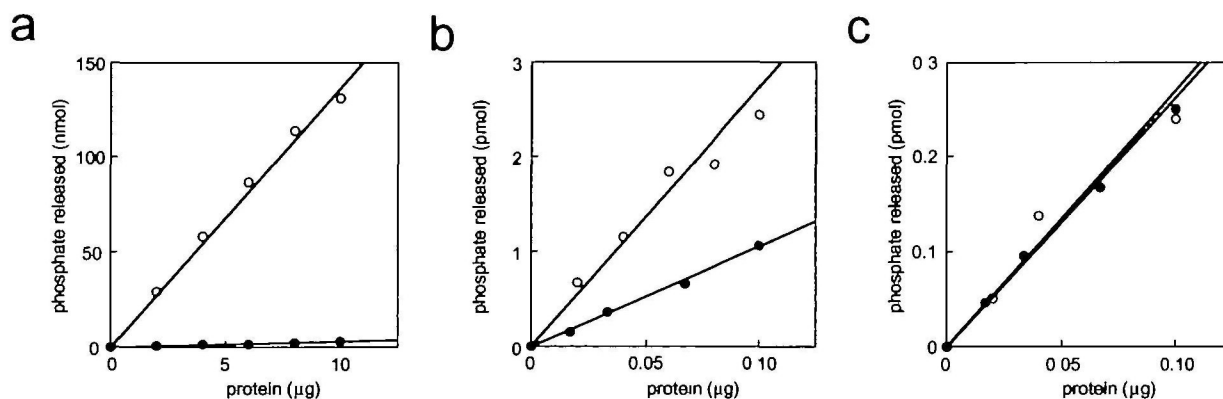 a
b
c
150
100
50
0
phosphate released (nmol)
0
5
10
protein (μg)
3
2
1
0
phosphate released (pmol)
0
0.05
0.10
protein (μg)
0 3
0.2
0.1
0
phosphate released (pmol)
0
0.05
0.10
protein (μg)